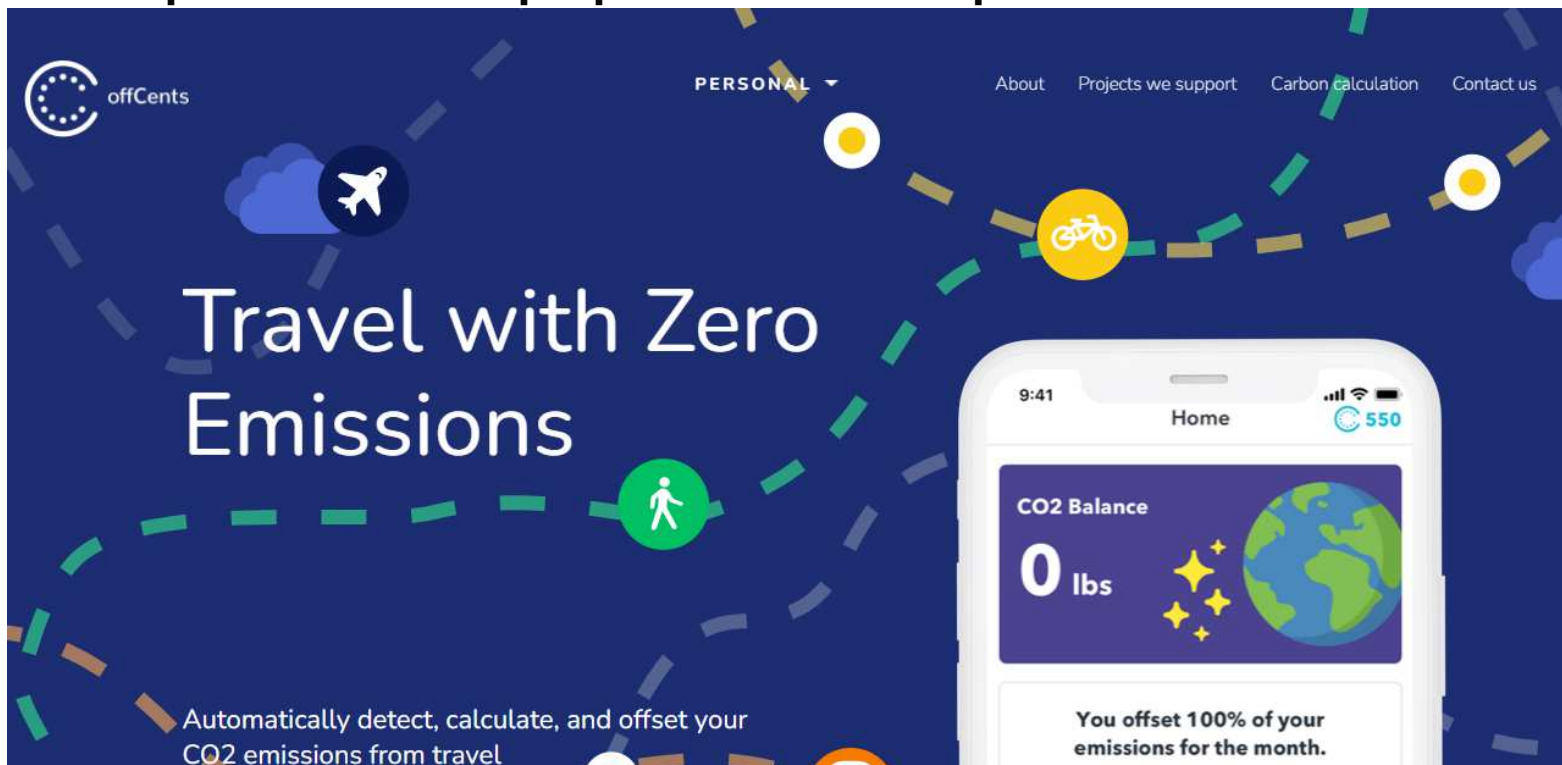 offCents
PERSONAL
About Projects we support Carbon calculation Contact us
Travel with Zero
Emissions
Automatically detect, calculate, and offset your
CO2 emissions from travel
9:41
Home
550
CO2 Balance
0 lbs
You offset 100% of your
emissions for the month.